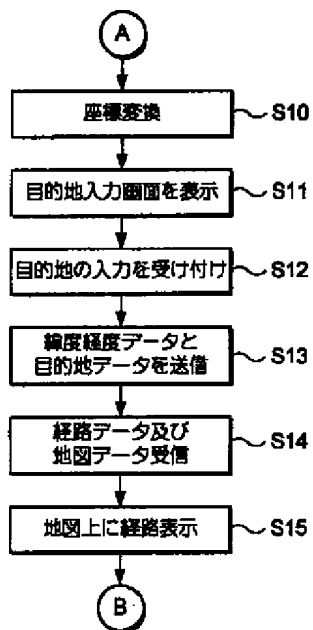 A
座標変換
S10
目的地入力画面を表示
S11
目的地の入力を受け付け
S12
緯度経度データと
目的地データを送信
S13
経路データ及び
地図データ受信
S14
地図上に経路表示
S15
B